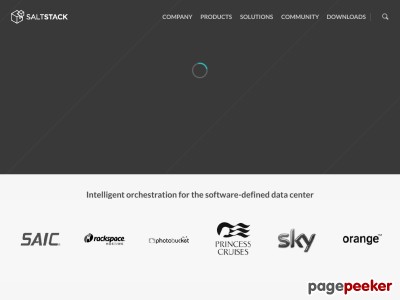 SALTSTACK
COMPANY PRODUCTS SOLUTIONS COMMUNITY DOWNLOADS
Intelligent orchestration for the software-defined data center
SAIC
rackspace
photobucket
PRINCESS CRUISES
sky
orange
pagepeeker